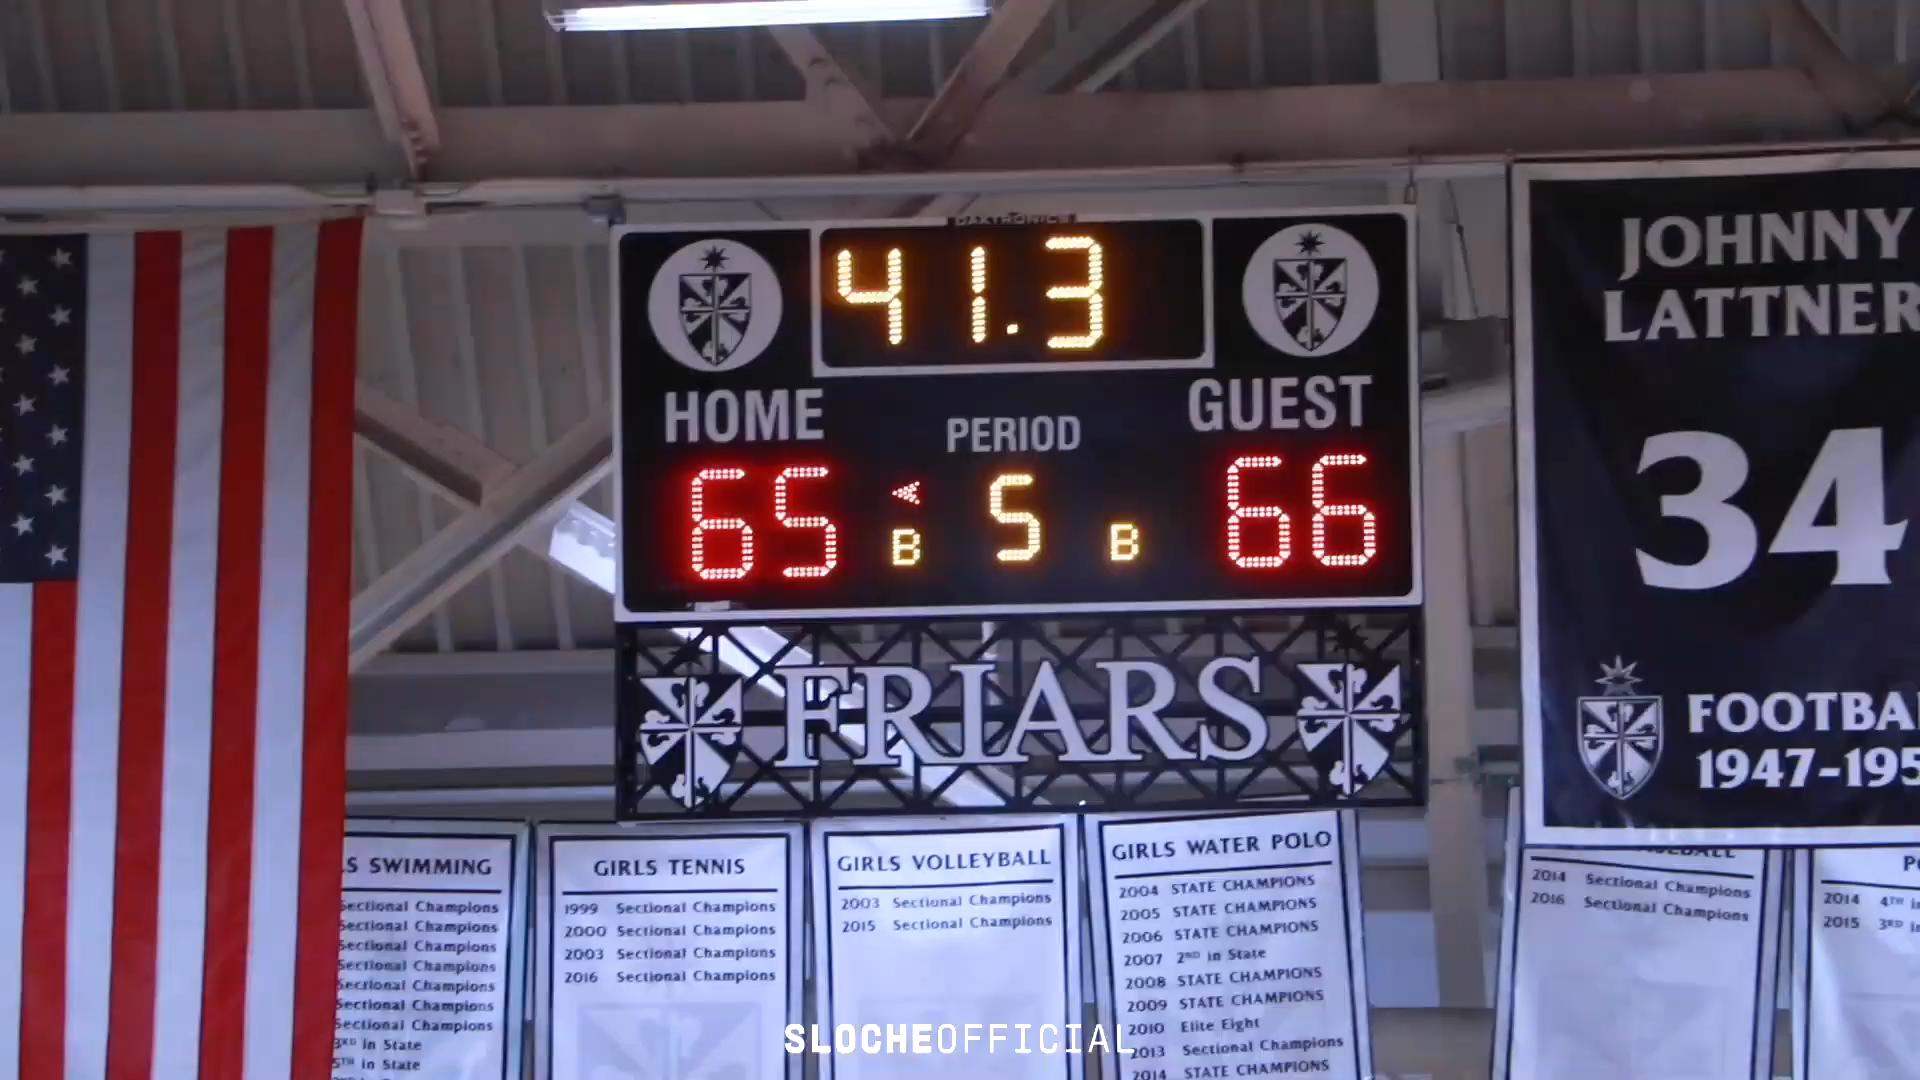 DAKTRONICS
41.3
HOME
PERIOD
GUEST
65
B
5
B
66
FRIARS
JOHNNY
LATTNER
34
FOOTBA
1947-195
S SWIMMING
Sectional Champions
Sectional Champions
Sectional Champions
Sectional Champions
Sectional Champions
Sectional Champions
Sectional Champions
3RD in State
5TH in State
GIRLS TENNIS
1999 Sectional Champions
2000 Sectional Champions
2003 Sectional Champions
2016 Sectional Champions
GIRLS VOLLEYBALL
2003 Sectional Champions
2015 Sectional Champions
GIRLS WATER POLO
2004 STATE CHAMPIONS
2005 STATE CHAMPIONS
2006 STATE CHAMPIONS
2007 2ND in State
2008 STATE CHAMPIONS
2009 STATE CHAMPIONS
2010 Elite Eight
2013 Sectional Champions
2014 STATE CHAMPIONS
2014 Sectional Champions
2016 Sectional Champions
2014 4TH
2015 3RD
SLOCHEOFFICIAL